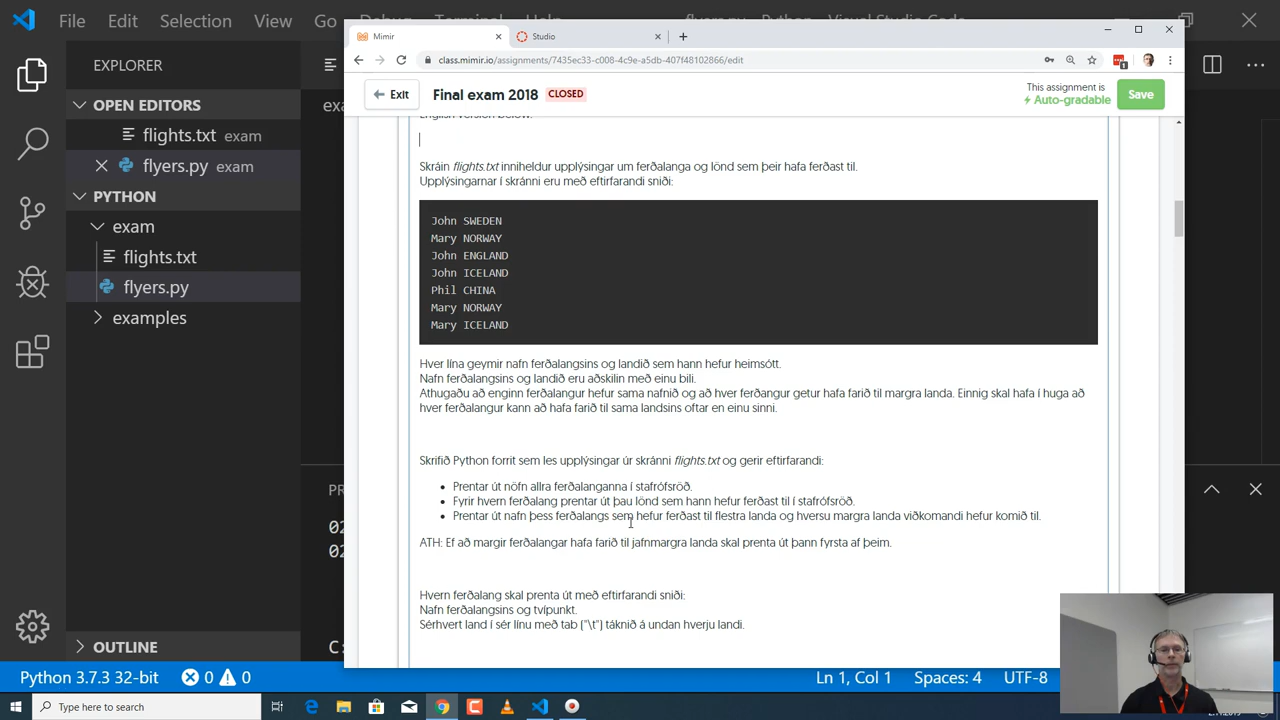 File Edit Selection View Go
EXPLORER
OPEN EDITORS
flights.txt exam
flyers.py exam
PYTHON
exam
flights.txt
flyers.py
examples
OUTLINE
Python 3.7.3 32-bit 0 0
Ln 1, Col 1 Spaces: 4 UTF-8
Mimir
Studio
class.mimir.io/assignments/7435ec33-c008-4c9e-a5db-407f48102866/edit
Exit
Final exam 2018 CLOSED
This assignment is
Auto-gradable
Save
English version below.
Skráin flights.txt inniheldur upplýsingar um ferðalanga og lönd sem þeir hafa ferðast til.
Upplýsingarnar í skránni eru með eftirfarandi sniði:
John SWEDEN
Mary NORWAY
John ENGLAND
John ICELAND
Phil CHINA
Mary NORWAY
Mary ICELAND
Hver lína geymir nafn ferðalangsins og landið sem hann hefur heimsótt.
Nafn ferðalangsins og landið eru aðskilin með einu bili.
Athugaðu að enginn ferðalangur hefur sama nafnið og að hver ferðangur getur hafa farið til margra landa. Einnig skal hafa í huga að
hver ferðalangur kann að hafa farið til sama landsins oftar en einu sinni.
Skrifið Python forrit sem les upplýsingar úr skránni flights.txt og gerir eftirfarandi:
• Prentar út nöfn allra ferðalanganna í stafrófsröð.
• Fyrir hvern ferðalang prentar út þau lönd sem hann hefur ferðast til í stafrófsröð.
• Prentar út nafn þess ferðalangs sem hefur ferðast til flestra landa og hversu margra landa viðkomandi hefur komið til.
ATH: Ef að margir ferðalangar hafa farið til jafnmargra landa skal prenta út þann fyrsta af þeim.
Hvern ferðalang skal prenta út með eftirfarandi sniði:
Nafn ferðalangsins og tvípunkt.
Sérhvert land í sér línu með tab ("\t") táknið á undan hverju landi.
Type here to search